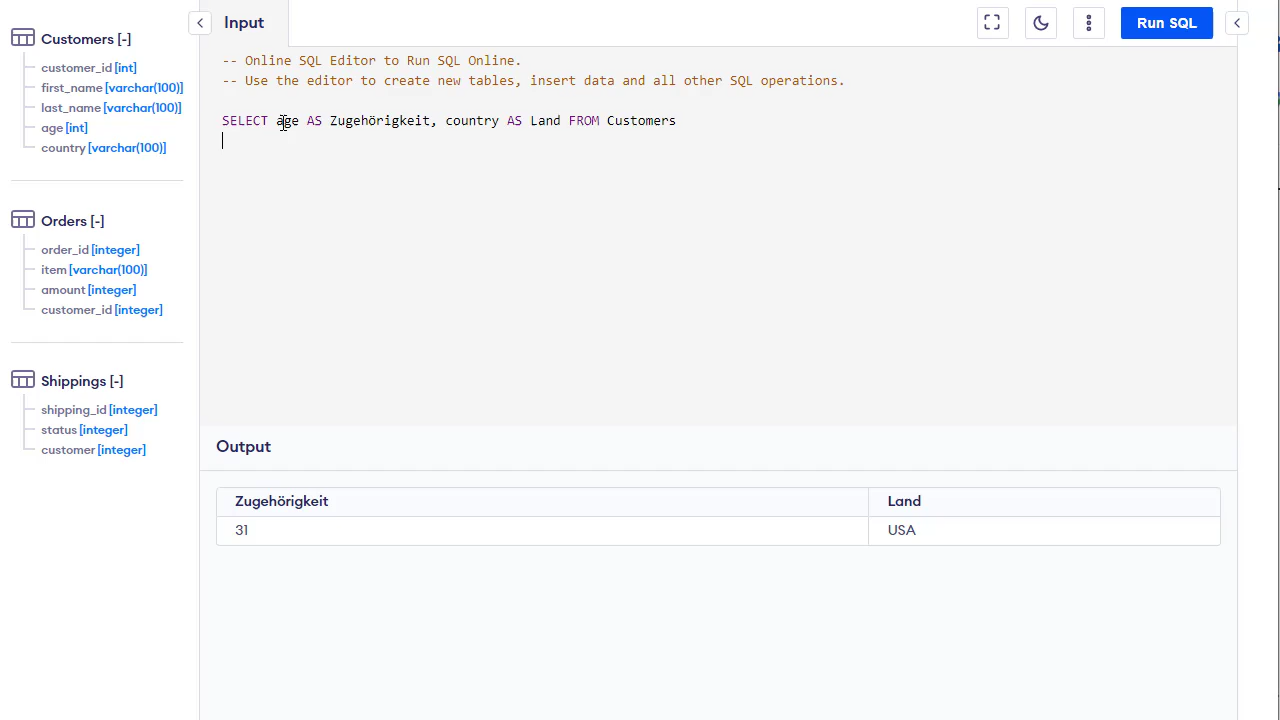 Customers [-]
customer_id [int]
first_name [varchar(100)]
last_name [varchar(100)]
age [int]
country [varchar(100)]
Orders [-]
order_id [integer]
item [varchar(100)]
amount [integer]
customer_id [integer]
Shippings [-]
shipping_id [integer]
status [integer]
customer [integer]
Input
Run SQL
-- Online SQL Editor to Run SQL Online.
-- Use the editor to create new tables, insert data and all other SQL operations.
SELECT age AS Zugehörigkeit, country AS Land FROM Customers
Output
Zugehörigkeit Land
31 USA